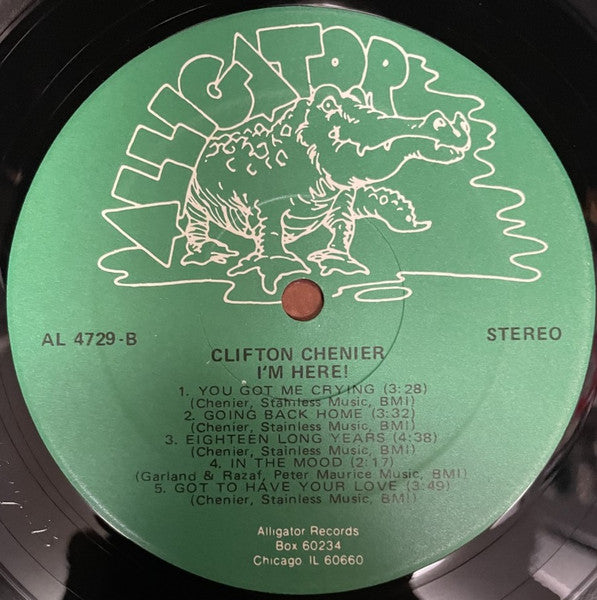 ALLIGATOR
AL 4729-B
STEREO
CLIFTON CHENIER
I'M HERE!
1. YOU GOT ME CRYING (3:28)
(Chenier, Stainless Music, BMI)
2. GOING BACK HOME (3:32)
(Chenier, Stainless Music, BMI)
3. EIGHTEEN LONG YEARS (4:38)
(Chenier, Stainless Music, BMI)
4. IN THE MOOD (2:17)
(Garland & Razaf, Peter Maurice Music, BMI)
5. GOT TO HAVE YOUR LOVE (3:49)
(Chenier, Stainless Music, BMI)
Alligator Records
Box 60234
Chicago IL 60660